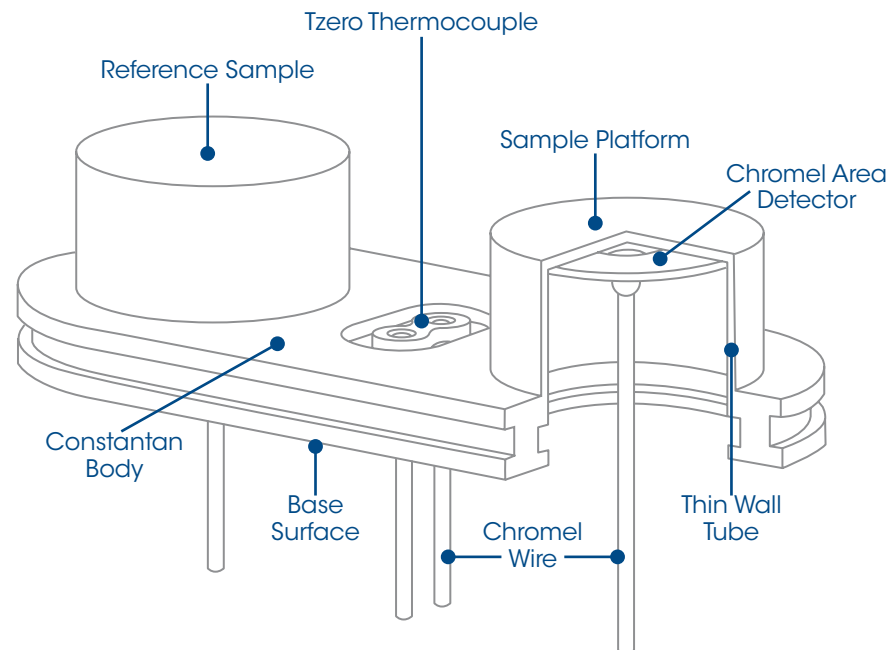 Tzero Thermocouple
Reference Sample
Sample Platform
Chromel Area
Detector
Constantan
Body
Base
Surface
Chromel
Wire
Thin Wall
Tube